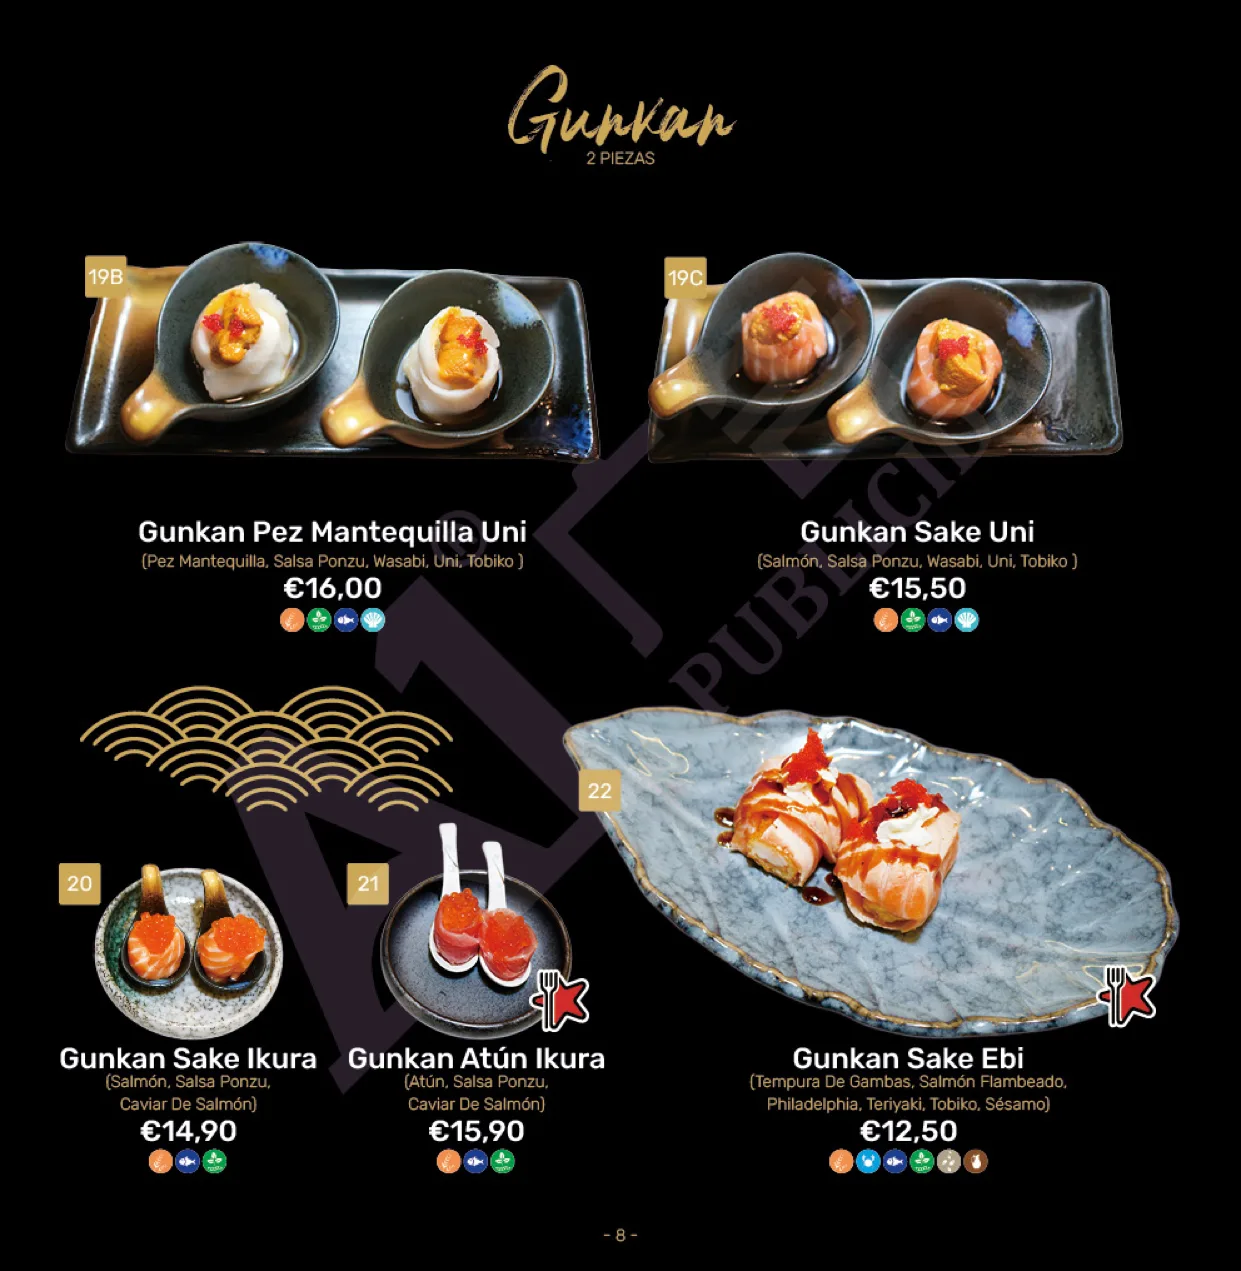 Gunkan
2 PIEZAS
19B
19C
Gunkan Pez Mantequilla Uni
(Pez Mantequilla, Salsa Ponzu, Wasabi, Uni, Tobiko )
€16,00
Gunkan Sake Uni
(Salmón, Salsa Ponzu, Wasabi, Uni, Tobiko )
€15,50
20
21
22
Gunkan Sake Ikura
(Salmón, Salsa Ponzu,
Caviar De Salmón)
€14,90
Gunkan Atún Ikura
(Atún, Salsa Ponzu,
Caviar De Salmón)
€15,90
Gunkan Sake Ebi
(Tempura De Gambas, Salmón Flambeado,
Philadelphia, Teriyaki, Tobiko, Sésamo)
€12,50
- 8 -